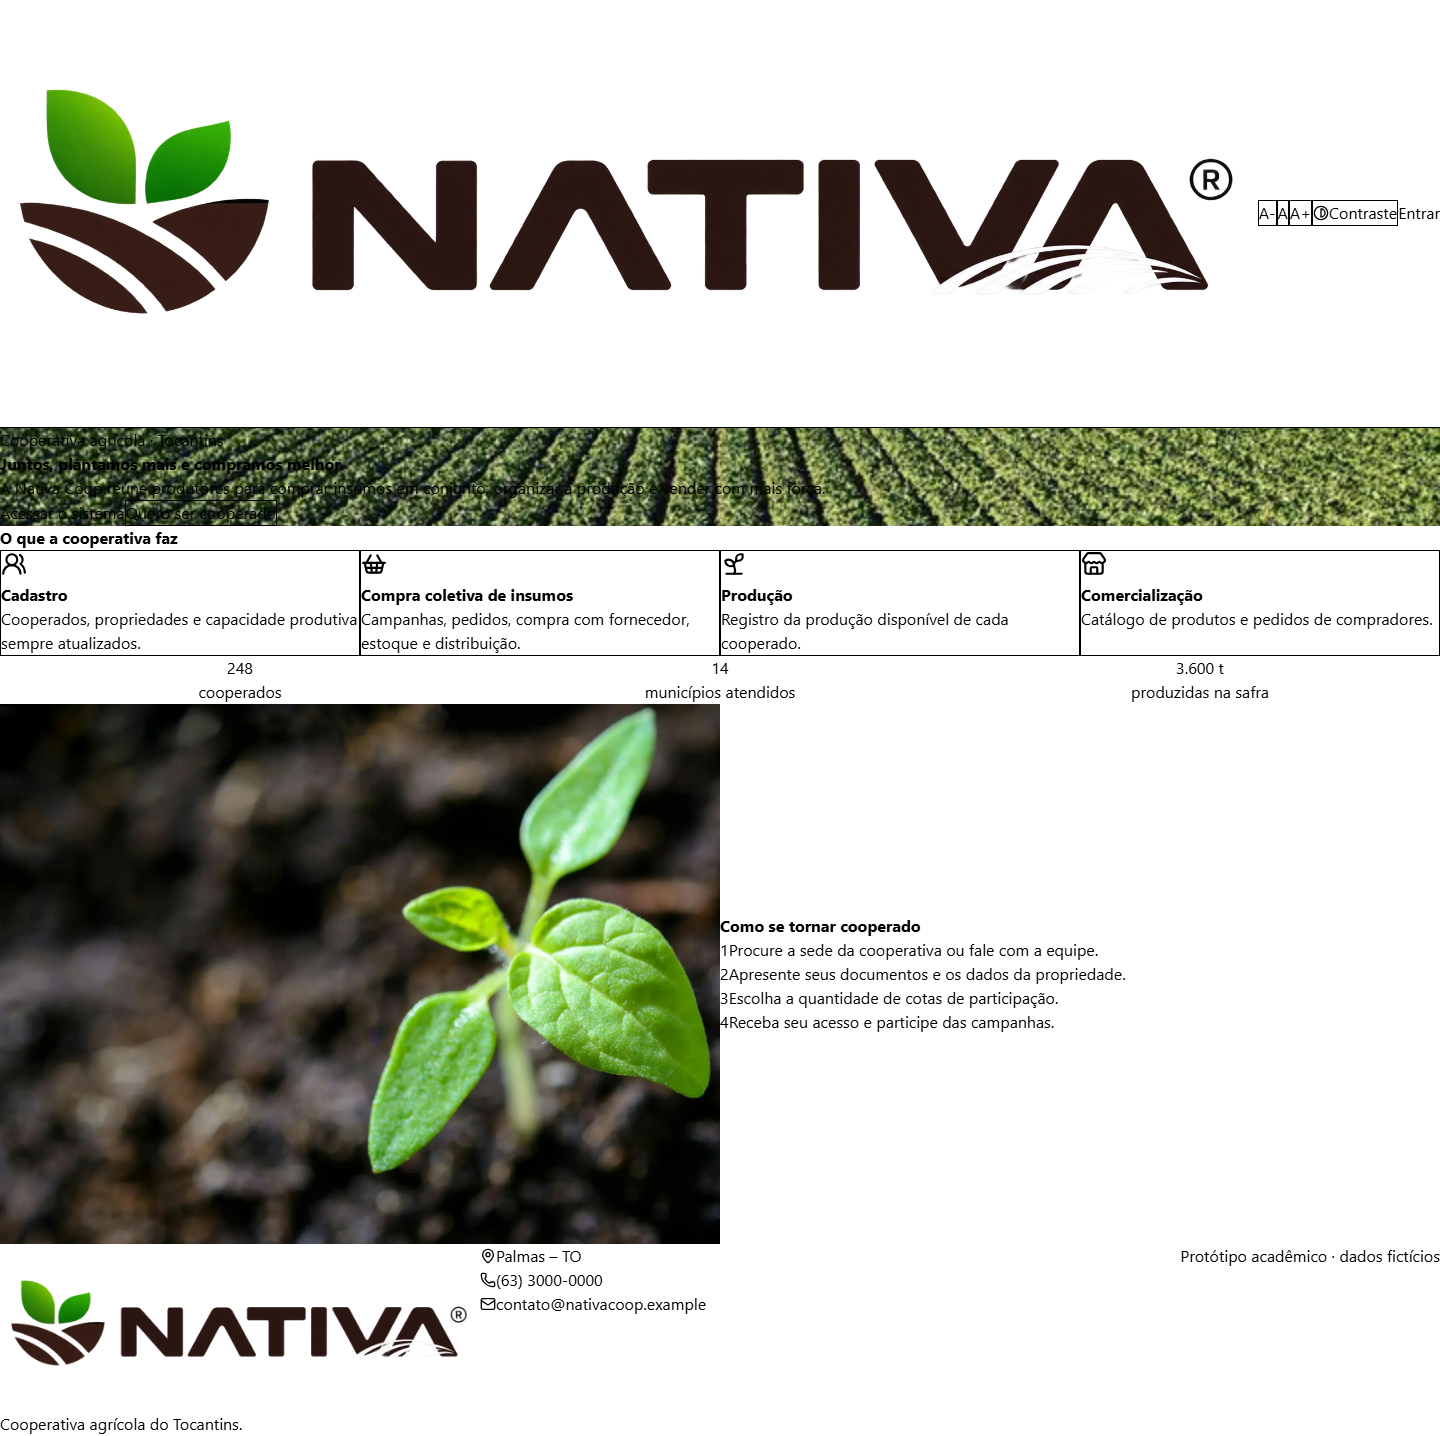 NATIVA®
A- A A+ Contraste Entrar
Cooperativa agrícola · Tocantins
Juntos, plantamos mais e compramos melhor
A Nativa Coop reúne produtores para comprar insumos em conjunto, organizar a produção e vender com mais força.
Acessar o sistema Quero ser cooperado
O que a cooperativa faz
Cadastro
Cooperados, propriedades e capacidade produtiva
sempre atualizados.
Compra coletiva de insumos
Campanhas, pedidos, compra com fornecedor,
estoque e distribuição.
Produção
Registro da produção disponível de cada
cooperado.
Comercialização
Catálogo de produtos e pedidos de compradores.
248
cooperados
14
municípios atendidos
3.600 t
produzidas na safra
Como se tornar cooperado
1Procure a sede da cooperativa ou fale com a equipe.
2Apresente seus documentos e os dados da propriedade.
3Escolha a quantidade de cotas de participação.
4Receba seu acesso e participe das campanhas.
NATIVA®
Cooperativa agrícola do Tocantins.
Palmas – TO
(63) 3000-0000
contato@nativacoop.example
Protótipo acadêmico · dados fictícios